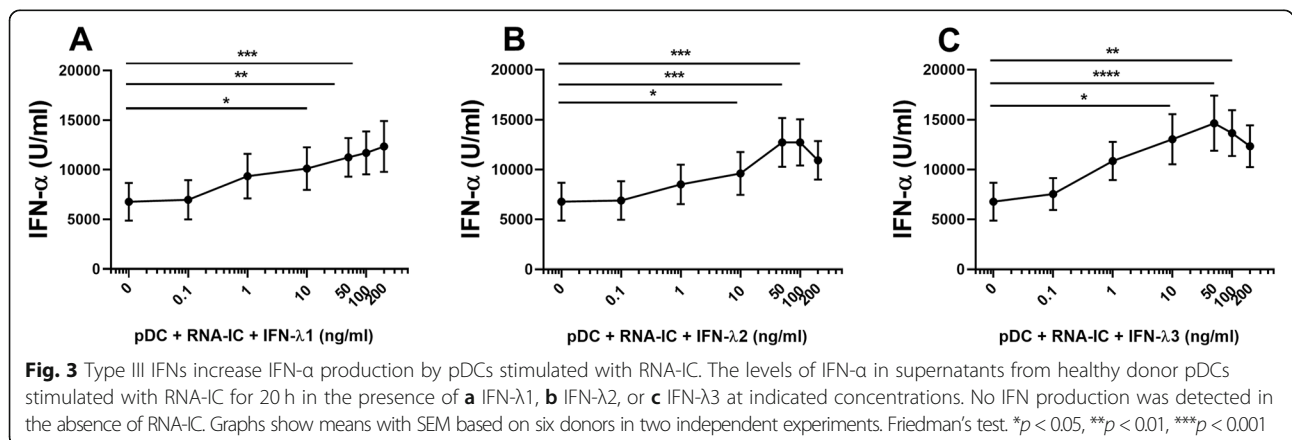 A
B
C
***
**
*
20000
15000
10000
5000
0
IFN-α (U/ml)
0 0.1 1 10 50 100 200
pDC + RNA-IC + IFN-λ1 (ng/ml)
***
***
*
20000
15000
10000
5000
0
IFN-α (U/ml)
0 0.1 1 10 50 100 200
pDC + RNA-IC + IFN-λ2 (ng/ml)
**
****
*
20000
15000
10000
5000
0
IFN-α (U/ml)
0 0.1 1 10 50 100 200
pDC + RNA-IC + IFN-λ3 (ng/ml)
Fig. 3 Type III IFNs increase IFN-α production by pDCs stimulated with RNA-IC. The levels of IFN-α in supernatants from healthy donor pDCs
stimulated with RNA-IC for 20 h in the presence of a IFN-λ1, b IFN-λ2, or c IFN-λ3 at indicated concentrations. No IFN production was detected in
the absence of RNA-IC. Graphs show means with SEM based on six donors in two independent experiments. Friedman's test. *p < 0.05, **p < 0.01, ***p < 0.001